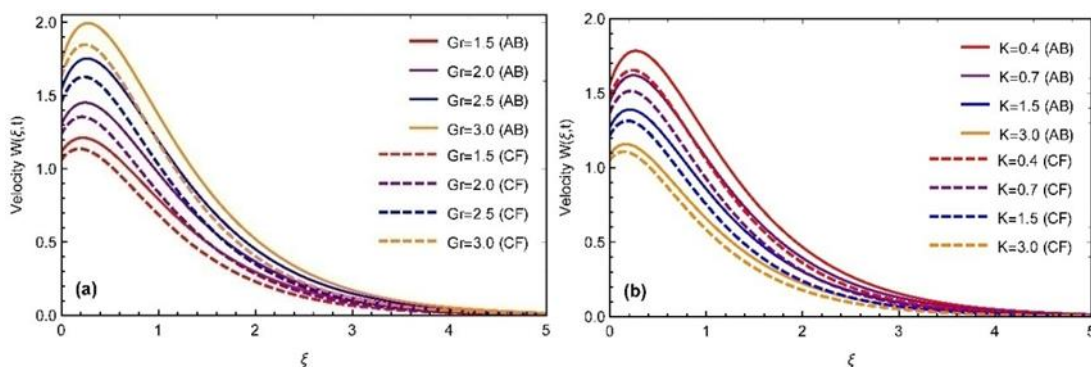 2.0
1.5
1.0
0.5
0.0
Velocity W(ξ,t)
Gr=1.5 (AB)
Gr=2.0 (AB)
Gr=2.5 (AB)
Gr=3.0 (AB)
Gr=1.5 (CF)
Gr=2.0 (CF)
Gr=2.5 (CF)
Gr=3.0 (CF)
(a)
0 1 2 3 4 5
ξ
2.0
1.5
1.0
0.5
0.0
Velocity W(ξ,t)
K=0.4 (AB)
K=0.7 (AB)
K=1.5 (AB)
K=3.0 (AB)
K=0.4 (CF)
K=0.7 (CF)
K=1.5 (CF)
K=3.0 (CF)
(b)
0 1 2 3 4 5
ξ